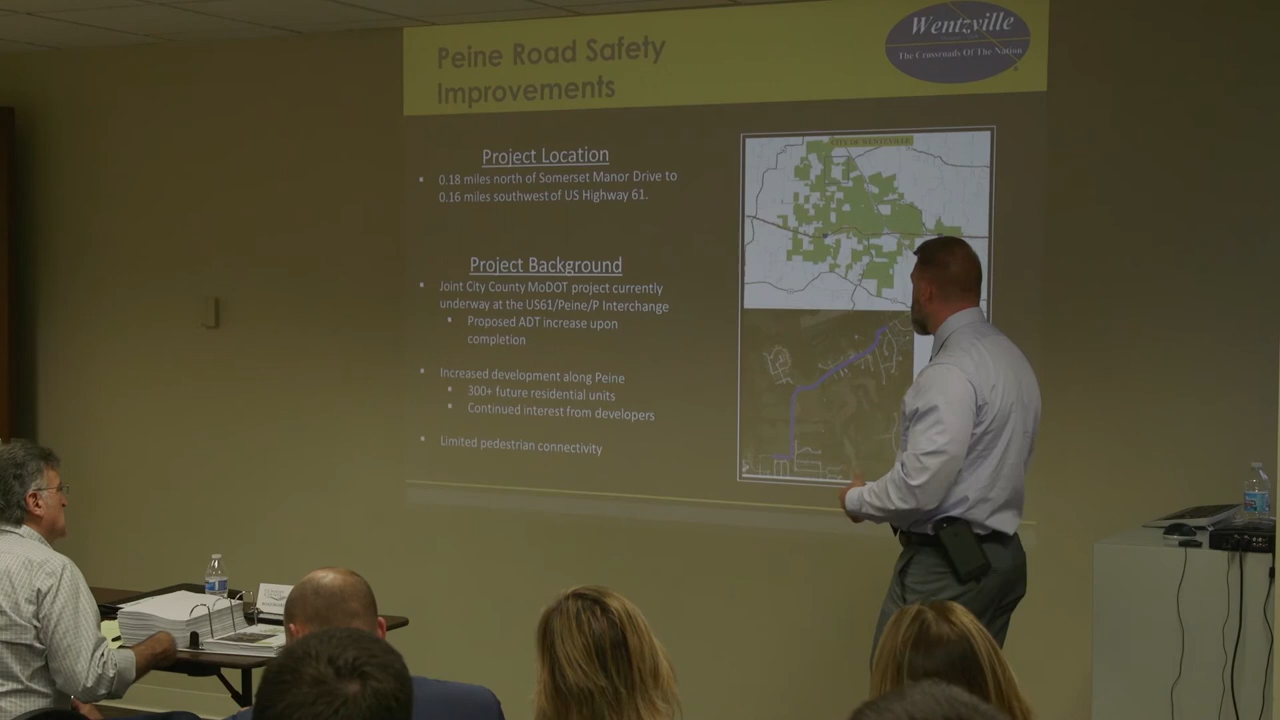 Peine Road Safety
Improvements
Wentzville
The Crossroads Of The Nation
Project Location
0.18 miles north of Somerset Manor Drive to
0.16 miles southwest of US Highway 61.
Project Background
Joint City County MoDOT project currently
underway at the US61/Peine/P Interchange
Proposed ADT increase upon
completion
Increased development along Peine
300+ future residential units
Continued interest from developers
Limited pedestrian connectivity
CITY OF WENTZVILLE